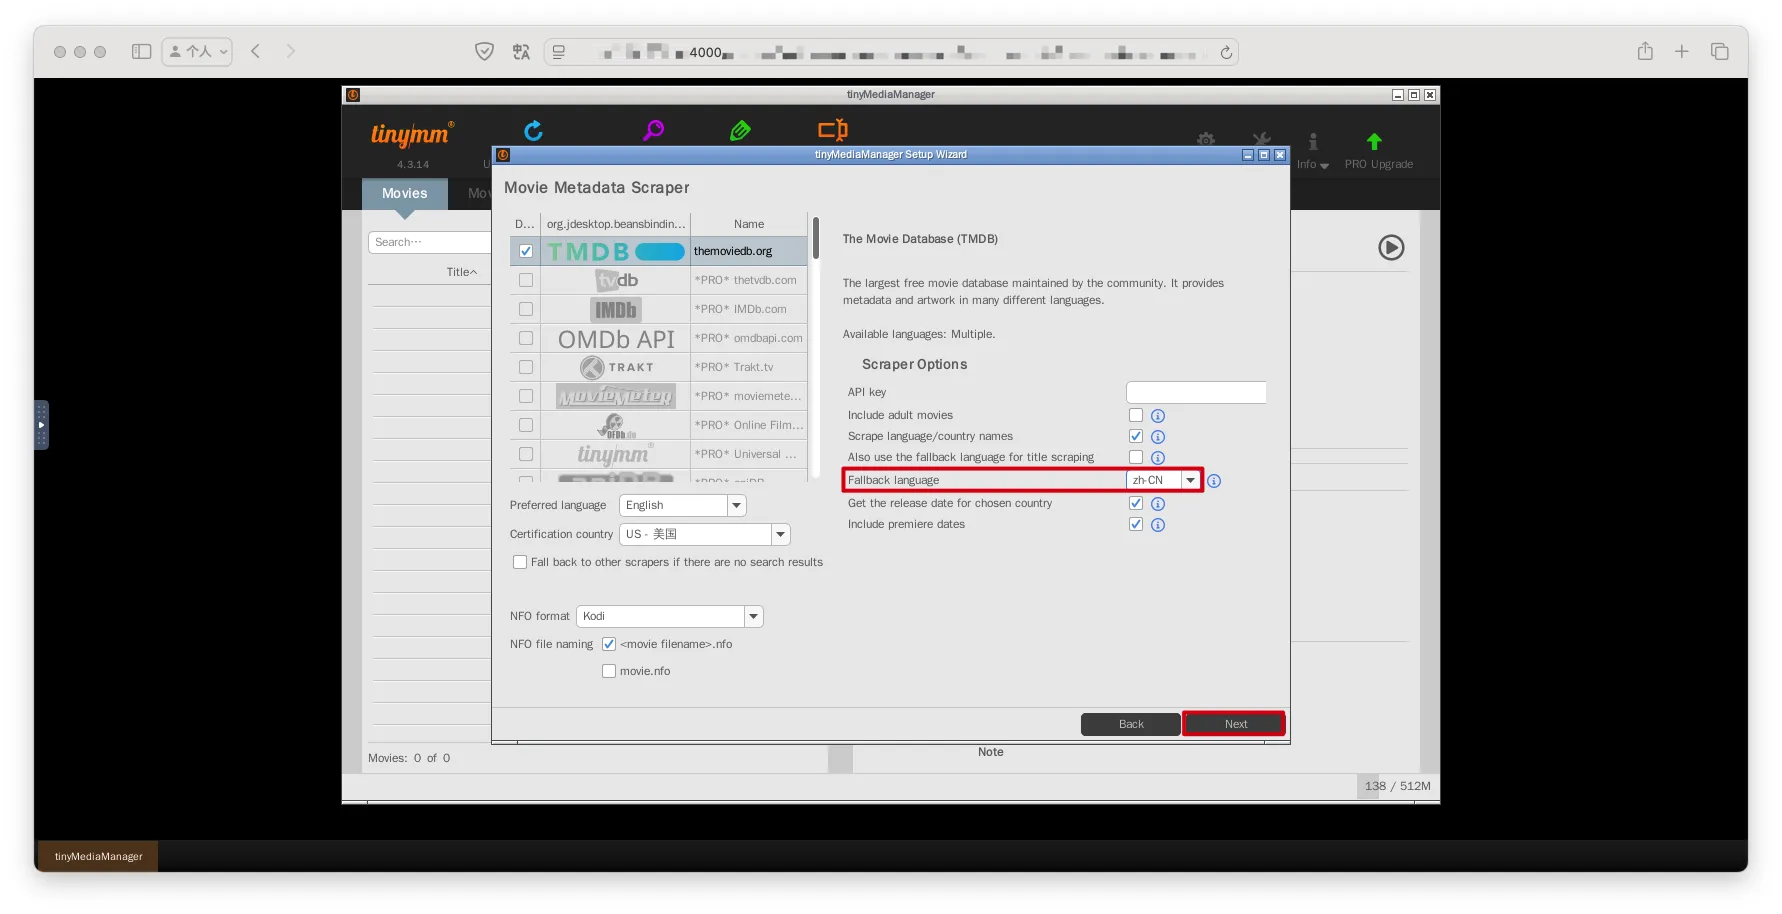 个人
4000
tinyMediaManager
tinymm®
4.3.14
U
Info
PRO Upgrade
tinyMediaManager Setup Wizard
Movies
Mov
Movie Metadata Scraper
Search...
Title
D...
org.jdesktop.beansbindin...
Name
TMDB
themoviedb.org
tvdb
*PRO* thetvdb.com
IMDb
*PRO* IMDb.com
OMDb API
*PRO* omdbapi.com
TRAKT
*PRO* Trakt.tv
MovieMeter
*PRO* moviemete...
OFDb.de
*PRO* Online Film...
tinymm®
*PRO* Universal ...
The Movie Database (TMDB)
The largest free movie database maintained by the community. It provides
metadata and artwork in many different languages.
Available languages: Multiple.
Scraper Options
API key
Include adult movies
Scrape language/country names
Also use the fallback language for title scraping
Fallback language
zh-CN
Get the release date for chosen country
Include premiere dates
Preferred language
English
Certification country
US - 美国
Fall back to other scrapers if there are no search results
NFO format
Kodi
NFO file naming
<movie filename>.nfo
movie.nfo
Back
Next
Note
Movies: 0 of 0
138 / 512M
tinyMediaManager